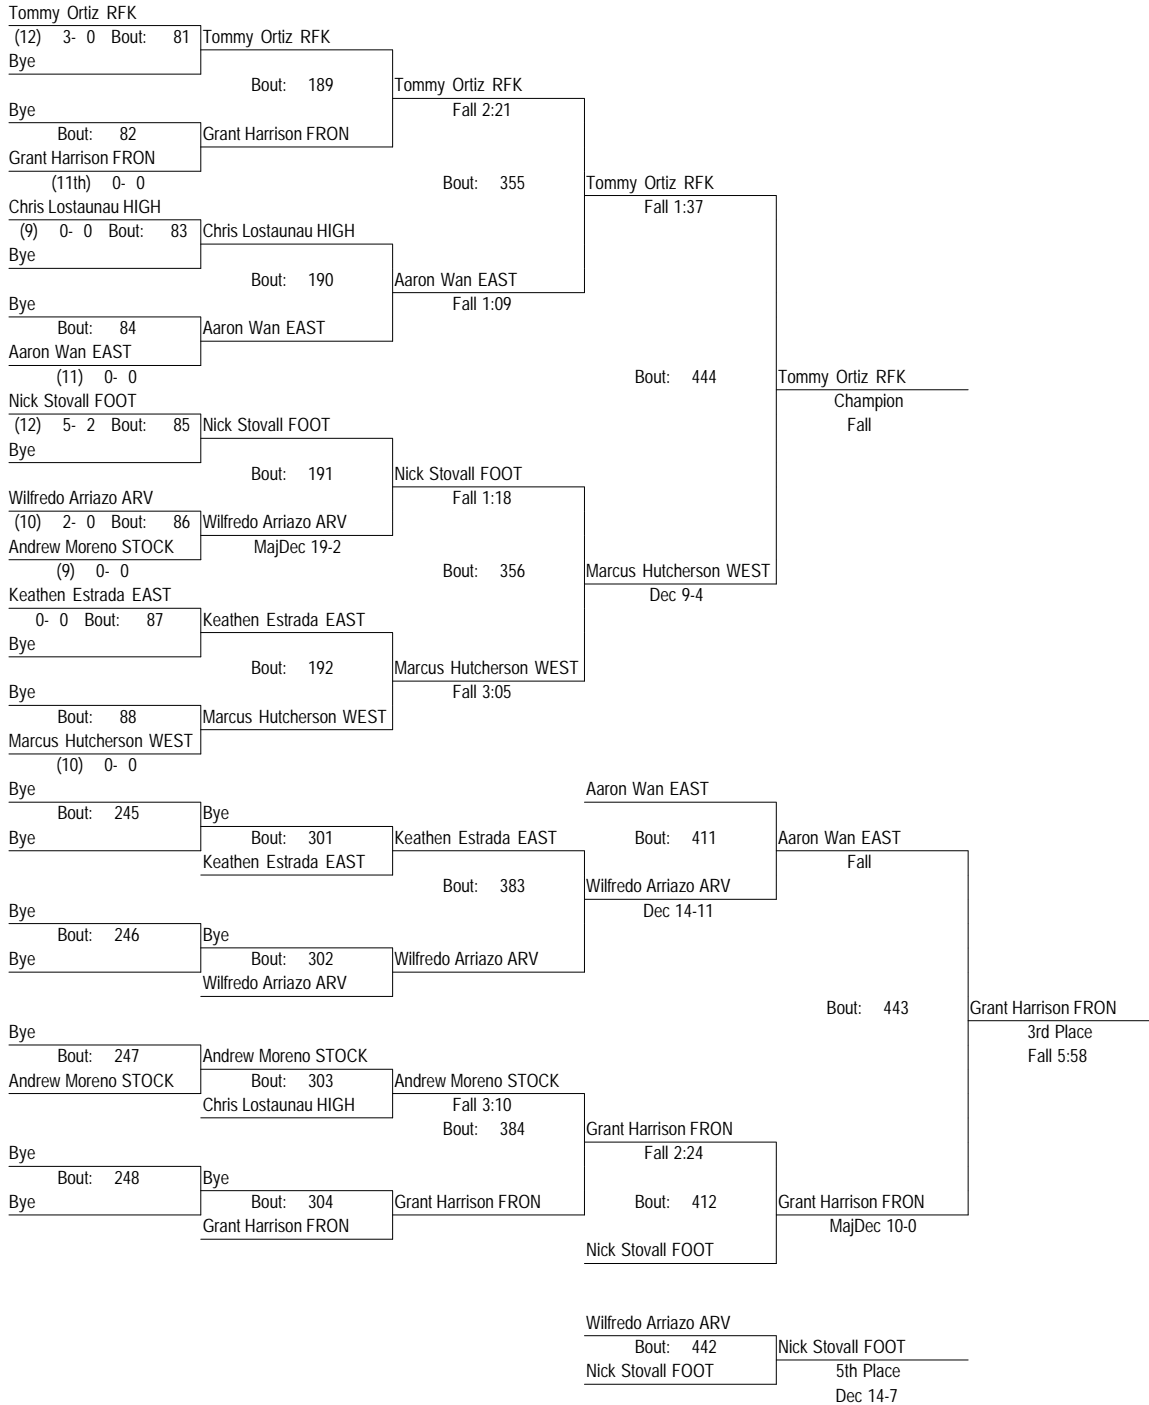 Tommy Ortiz RFK
(12) 3- 0 Bout: 81 Tommy Ortiz RFK
Bye
Bout: 189 Tommy Ortiz RFK
Bye Fall 2:21
Bout: 82 Grant Harrison FRON
Grant Harrison FRON
(11th) 0- 0 Bout: 355 Tommy Ortiz RFK
Chris Lostaunau HIGH Fall 1:37
(9) 0- 0 Bout: 83 Chris Lostaunau HIGH
Bye
Bout: 190 Aaron Wan EAST
Bye Fall 1:09
Bout: 84 Aaron Wan EAST
Aaron Wan EAST
(11) 0- 0 Bout: 444 Tommy Ortiz RFK
Nick Stovall FOOT Champion
(12) 5- 2 Bout: 85 Nick Stovall FOOT Fall
Bye
Bout: 191 Nick Stovall FOOT
Wilfredo Arriazo ARV Fall 1:18
(10) 2- 0 Bout: 86 Wilfredo Arriazo ARV
Andrew Moreno STOCK MajDec 19-2
(9) 0- 0 Bout: 356 Marcus Hutcherson WEST
Keathen Estrada EAST Dec 9-4
0- 0 Bout: 87 Keathen Estrada EAST
Bye
Bout: 192 Marcus Hutcherson WEST
Bye Fall 3:05
Bout: 88 Marcus Hutcherson WEST
Marcus Hutcherson WEST
(10) 0- 0
Bye Aaron Wan EAST
Bout: 245 Bye
Bye Bout: 301 Keathen Estrada EAST Bout: 411 Aaron Wan EAST
Keathen Estrada EAST Fall
Bout: 383 Wilfredo Arriazo ARV
Bye Dec 14-11
Bout: 246 Bye
Bye Bout: 302 Wilfredo Arriazo ARV
Wilfredo Arriazo ARV
Bout: 443 Grant Harrison FRON
Bye 3rd Place
Bout: 247 Andrew Moreno STOCK Fall 5:58
Andrew Moreno STOCK Bout: 303 Andrew Moreno STOCK
Chris Lostaunau HIGH Fall 3:10
Bout: 384 Grant Harrison FRON
Bye Fall 2:24
Bout: 248 Bye
Bye Bout: 304 Grant Harrison FRON Bout: 412 Grant Harrison FRON
Grant Harrison FRON MajDec 10-0
Nick Stovall FOOT
Wilfredo Arriazo ARV
Bout: 442 Nick Stovall FOOT
Nick Stovall FOOT 5th Place
Dec 14-7